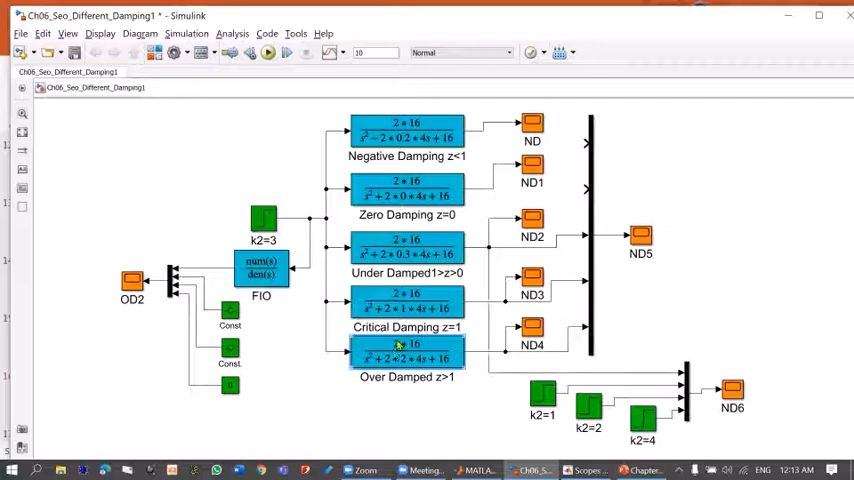 Ch06_Seo_Different_Damping1 * - Simulink
File Edit View Display Diagram Simulation Analysis Code Tools Help
10
Normal
Ch06_Seo_Different_Damping1
Ch06_Seo_Different_Damping1
2 * 16
s² − 2 * 0.2 * 4s + 16
Negative Damping z<1
ND
2 * 16
s² + 2 * 0 * 4s + 16
Zero Damping z=0
ND1
k2=3
2 * 16
s² + 2 * 0.3 * 4s + 16
Under Damped1>z>0
ND2
ND5
num(s)
den(s)
FIO
OD2
2 * 16
s² + 2 * 1 * 4s + 16
Critical Damping z=1
ND3
-C-
Const
2 * 16
s² + 2 * 2 * 4s + 16
Over Damped z>1
ND4
-C-
Const.
0
k2=1
k2=2
k2=4
ND6
Zoom
Meeting...
MATLA...
Ch06_S...
Scopes
Chapter...
ENG
12:13 AM